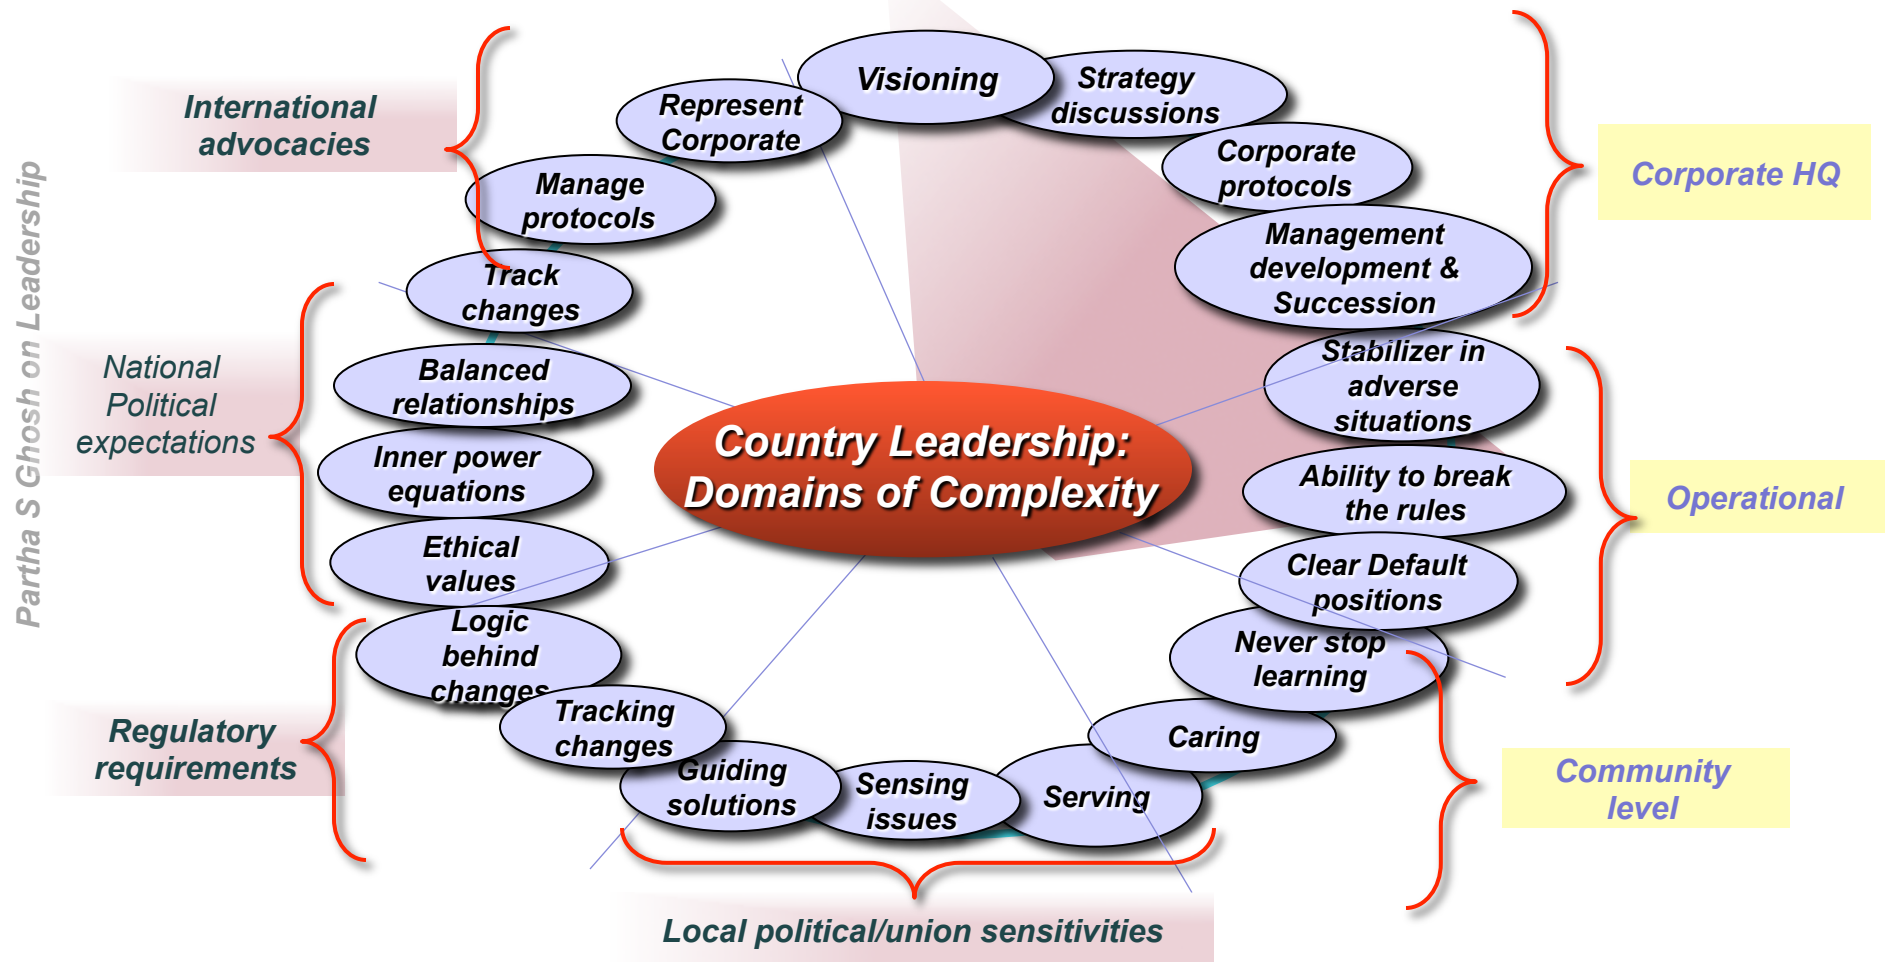 Partha S Ghosh on Leadership
International
advocacies
National
Political
expectations
Regulatory
requirements
Country Leadership:
Domains of Complexity
Visioning
Strategy
discussions
Corporate
protocols
Management
development &
Succession
Stabilizer in
adverse
situations
Ability to break
the rules
Clear Default
positions
Never stop
learning
Caring
Serving
Sensing
issues
Guiding
solutions
Tracking
changes
Logic
behind
changes
Ethical
values
Inner power
equations
Balanced
relationships
Track
changes
Manage
protocols
Represent
Corporate
Corporate HQ
Operational
Community
level
Local political/union sensitivities